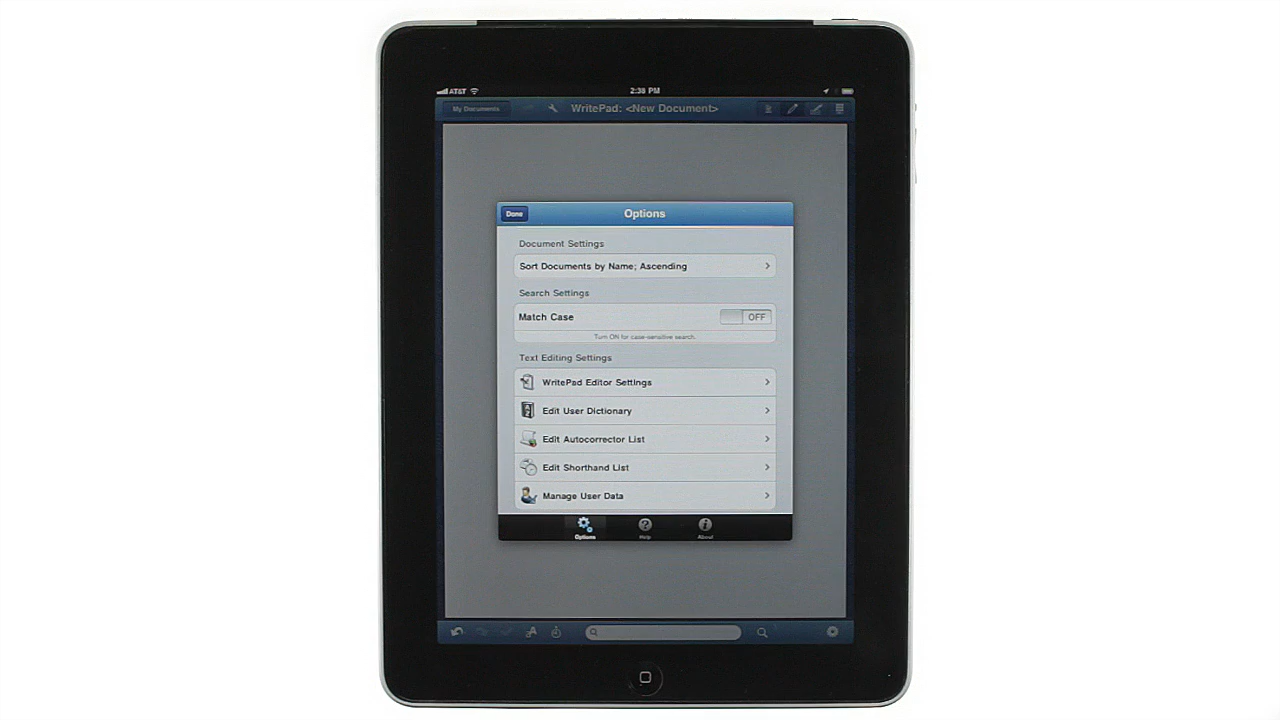 AT&T 2:38 PM
My Documents WritePad: <New Document>
Done Options
Document Settings
Sort Documents by Name; Ascending
Search Settings
Match Case OFF
Turn ON for case-sensitive search.
Text Editing Settings
WritePad Editor Settings
Edit User Dictionary
Edit Autocorrector List
Edit Shorthand List
Manage User Data
Options Help About